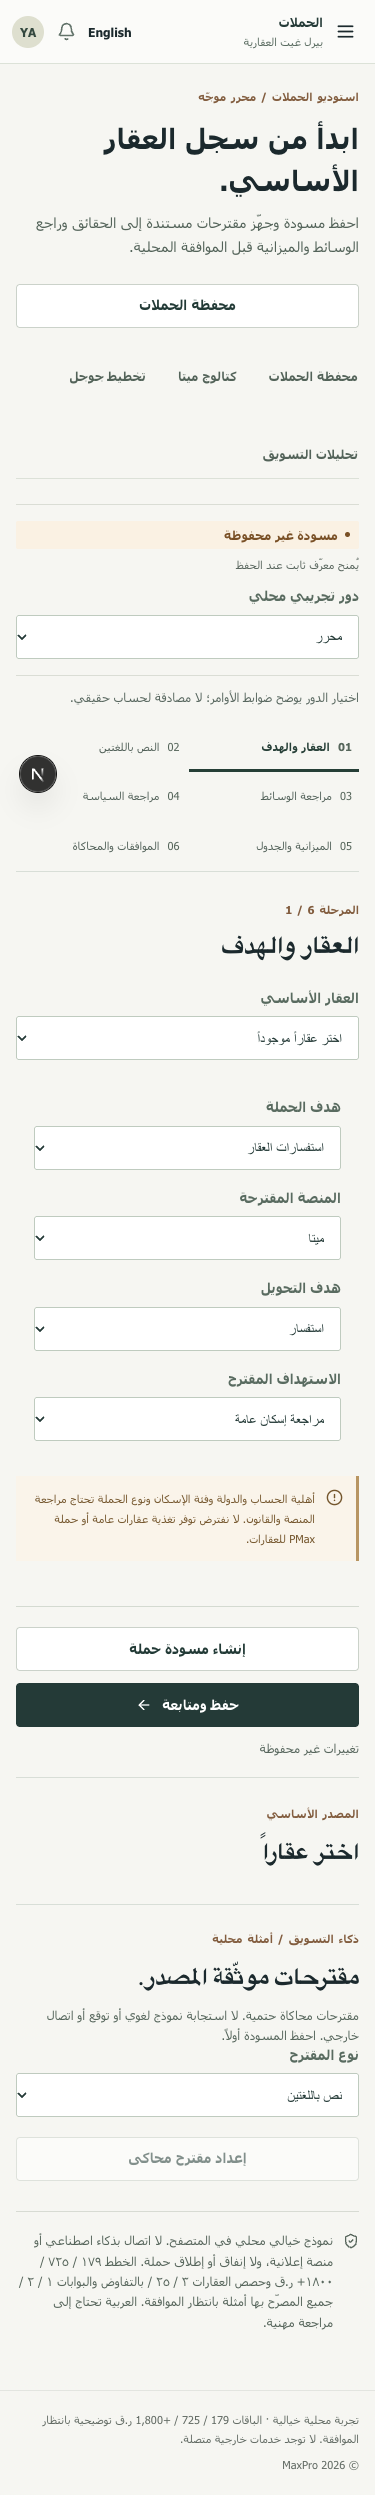 الحملات
بيرل غيت العقارية
English
YA
استوديو الحملات / محرر موجّه
ابدأ من سجل العقار
الأساسي.
احفظ مسودة وجهّز مقترحات مستندة إلى الحقائق وراجع
الوسائط والميزانية قبل الموافقة المحلية.
محفظة الحملات
محفظة الحملات كتالوج ميتا تخطيط جوجل
تحليلات التسويق
• مسودة غير محفوظة
يُمنح معرّف ثابت عند الحفظ
دور تجريبي محلي
محرر
اختيار الدور يوضح ضوابط الأوامر؛ لا مصادقة لحساب حقيقي.
01 العقار والهدف
02 النص باللغتين
03 مراجعة الوسائط
04 مراجعة السياسة
05 الميزانية والجدول
06 الموافقات والمحاكاة
N
المرحلة 6 / 1
العقار والهدف
العقار الأساسي
اختر عقاراً موجوداً
هدف الحملة
استفسارات العقار
المنصة المقترحة
ميتا
هدف التحويل
استفسار
الاستهداف المقترح
مراجعة إسكان عامة
أهلية الحساب والدولة وفئة الإسكان ونوع الحملة تحتاج مراجعة
المنصة والقانون. لا نفترض توفر تغذية عقارات عامة أو حملة
PMax للعقارات.
إنشاء مسودة حملة
حفظ ومتابعة ←
تغييرات غير محفوظة
المصدر الأساسي
اختر عقاراً
ذكاء التسويق / أمثلة محلية
مقترحات موثّقة المصدر.
مقترحات محاكاة حتمية. لا استجابة نموذج لغوي أو توقع أو اتصال
خارجي. احفظ المسودة أولاً.
نوع المقترح
نص باللغتين
إعداد مقترح محاكى
نموذج خيالي محلي في المتصفح. لا اتصال بذكاء اصطناعي أو
منصة إعلانية، ولا إنفاق أو إطلاق حملة. الخطط ١٧٩ / ٧٢٥ /
١٨٠٠+ ر.ق وحصص العقارات ٣ / ٢٥ / بالتفاوض والبوابات ١ / ٢ /
جميع المصرّح بها أمثلة بانتظار الموافقة. العربية تحتاج إلى
مراجعة مهنية.
تجربة محلية خيالية · الباقات 179 / 725 / +1,800 ر.ق توضيحية بانتظار
الموافقة. لا توجد خدمات خارجية متصلة.
© 2026 MaxPro